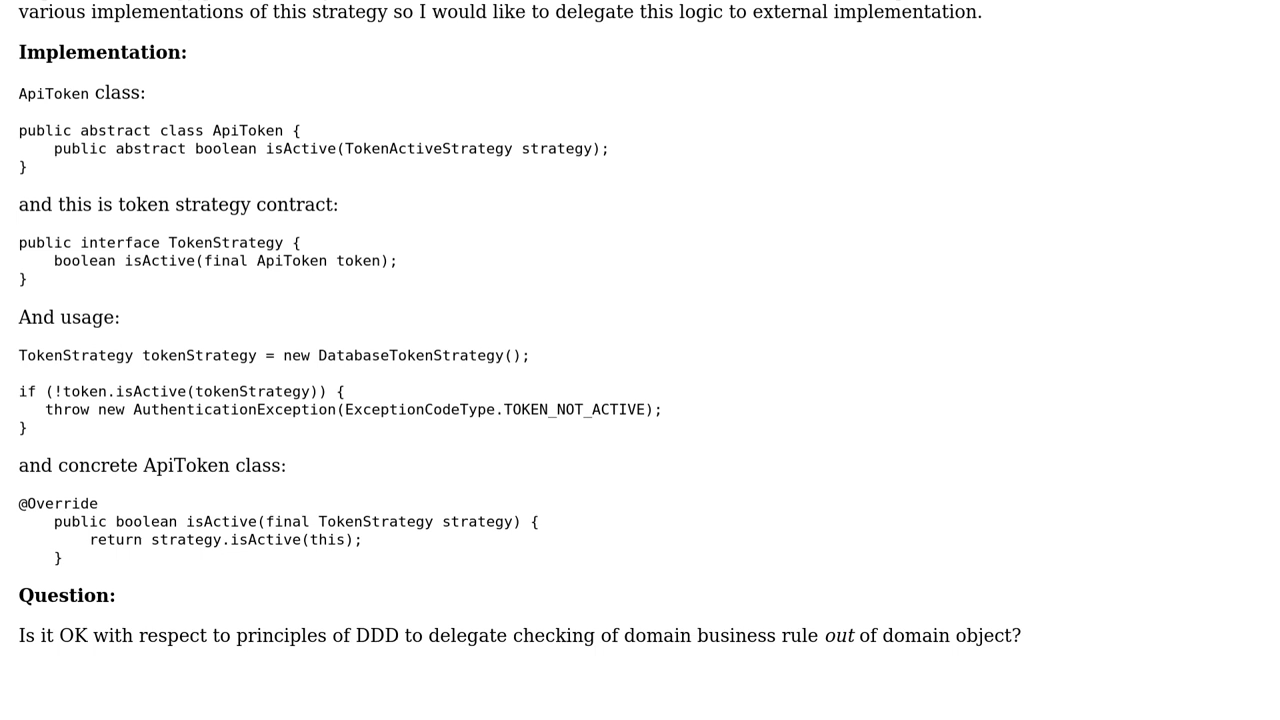 various implementations of this strategy so I would like to delegate this logic to external implementation.
Implementation:
ApiToken class:
public abstract class ApiToken {
    public abstract boolean isActive(TokenActiveStrategy strategy);
}
and this is token strategy contract:
public interface TokenStrategy {
    boolean isActive(final ApiToken token);
}
And usage:
TokenStrategy tokenStrategy = new DatabaseTokenStrategy();
if (!token.isActive(tokenStrategy)) {
   throw new AuthenticationException(ExceptionCodeType.TOKEN_NOT_ACTIVE);
}
and concrete ApiToken class:
@Override
    public boolean isActive(final TokenStrategy strategy) {
        return strategy.isActive(this);
    }
Question:
Is it OK with respect to principles of DDD to delegate checking of domain business rule out of domain object?